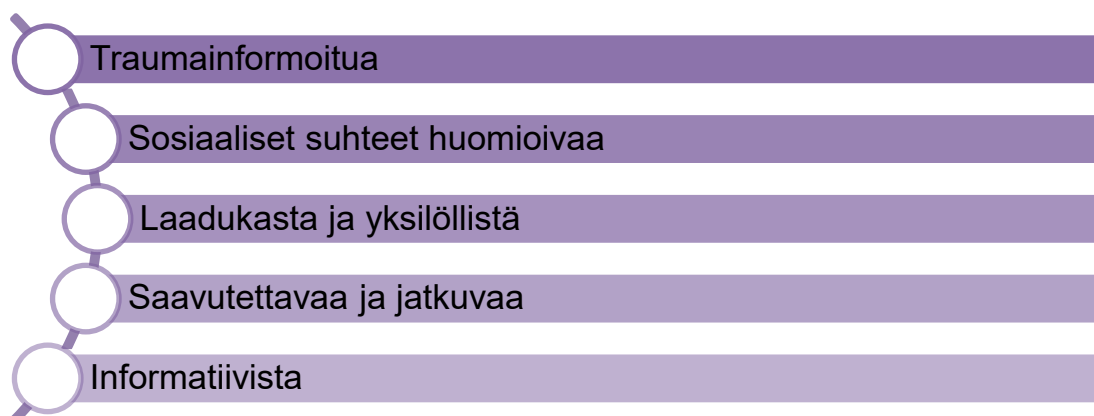 Traumainformoitua
Sosiaaliset suhteet huomioivaa
Laadukasta ja yksilöllistä
Saavutettavaa ja jatkuvaa
Informatiivista